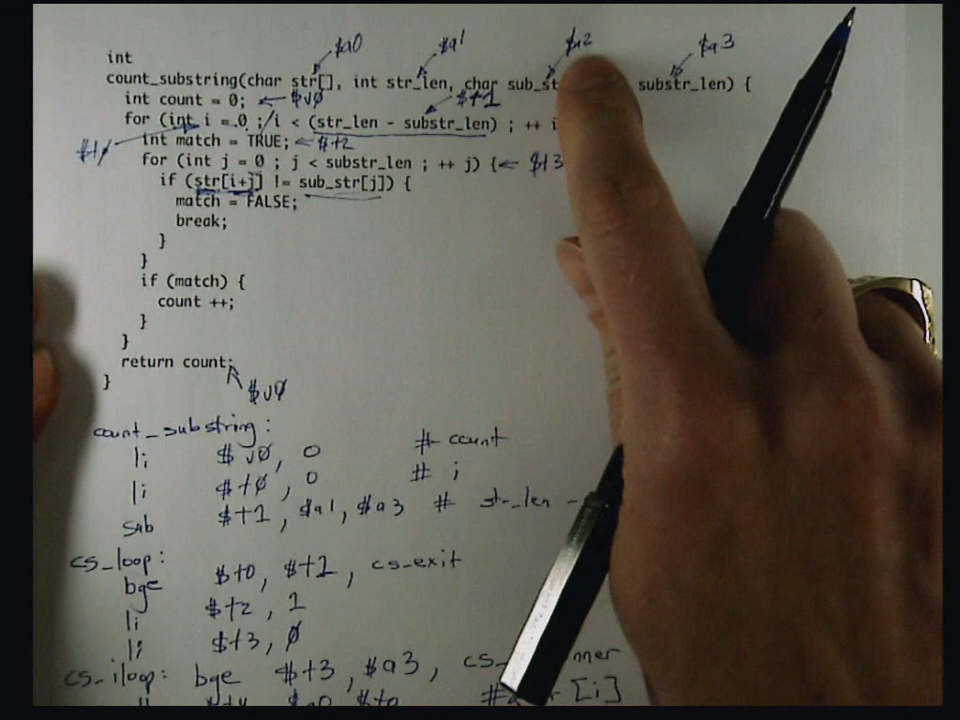 $a0 $a1 $a2 $a3
int
count_substring(char str[], int str_len, char sub_st substr_len) {
int count = 0; $v0 $t1
for (int i = 0 ; i < (str_len - substr_len) ; ++ i
$t0 int match = TRUE; $t2
for (int j = 0 ; j < substr_len ; ++ j) { $t3
if (str[i+j] != sub_str[j]) {
match = FALSE;
break;
}
}
if (match) {
count ++;
}
}
return count;
} $v0
count_substring:
li $v0, 0 # count
li $t0, 0 # i
sub $t1, $a1, $a3 # str_len -
cs_loop:
bge $t0, $t1, cs_exit
li $t2, 1
li $t3, 0
cs_iloop: bge $t3, $a3,